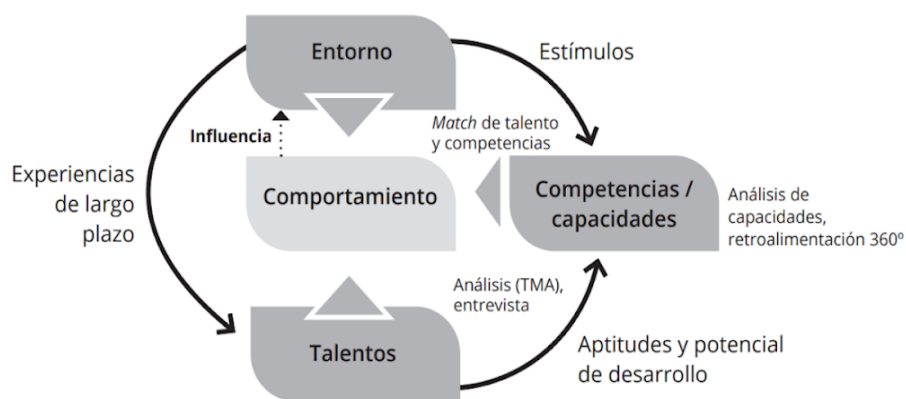 Entorno
Estímulos
Influencia
Match de talento
y competencias
Experiencias
de largo
plazo
Comportamiento
Competencias /
capacidades
Análisis de
capacidades,
retroalimentación 360º
Análisis (TMA),
entrevista
Talentos
Aptitudes y potencial
de desarrollo